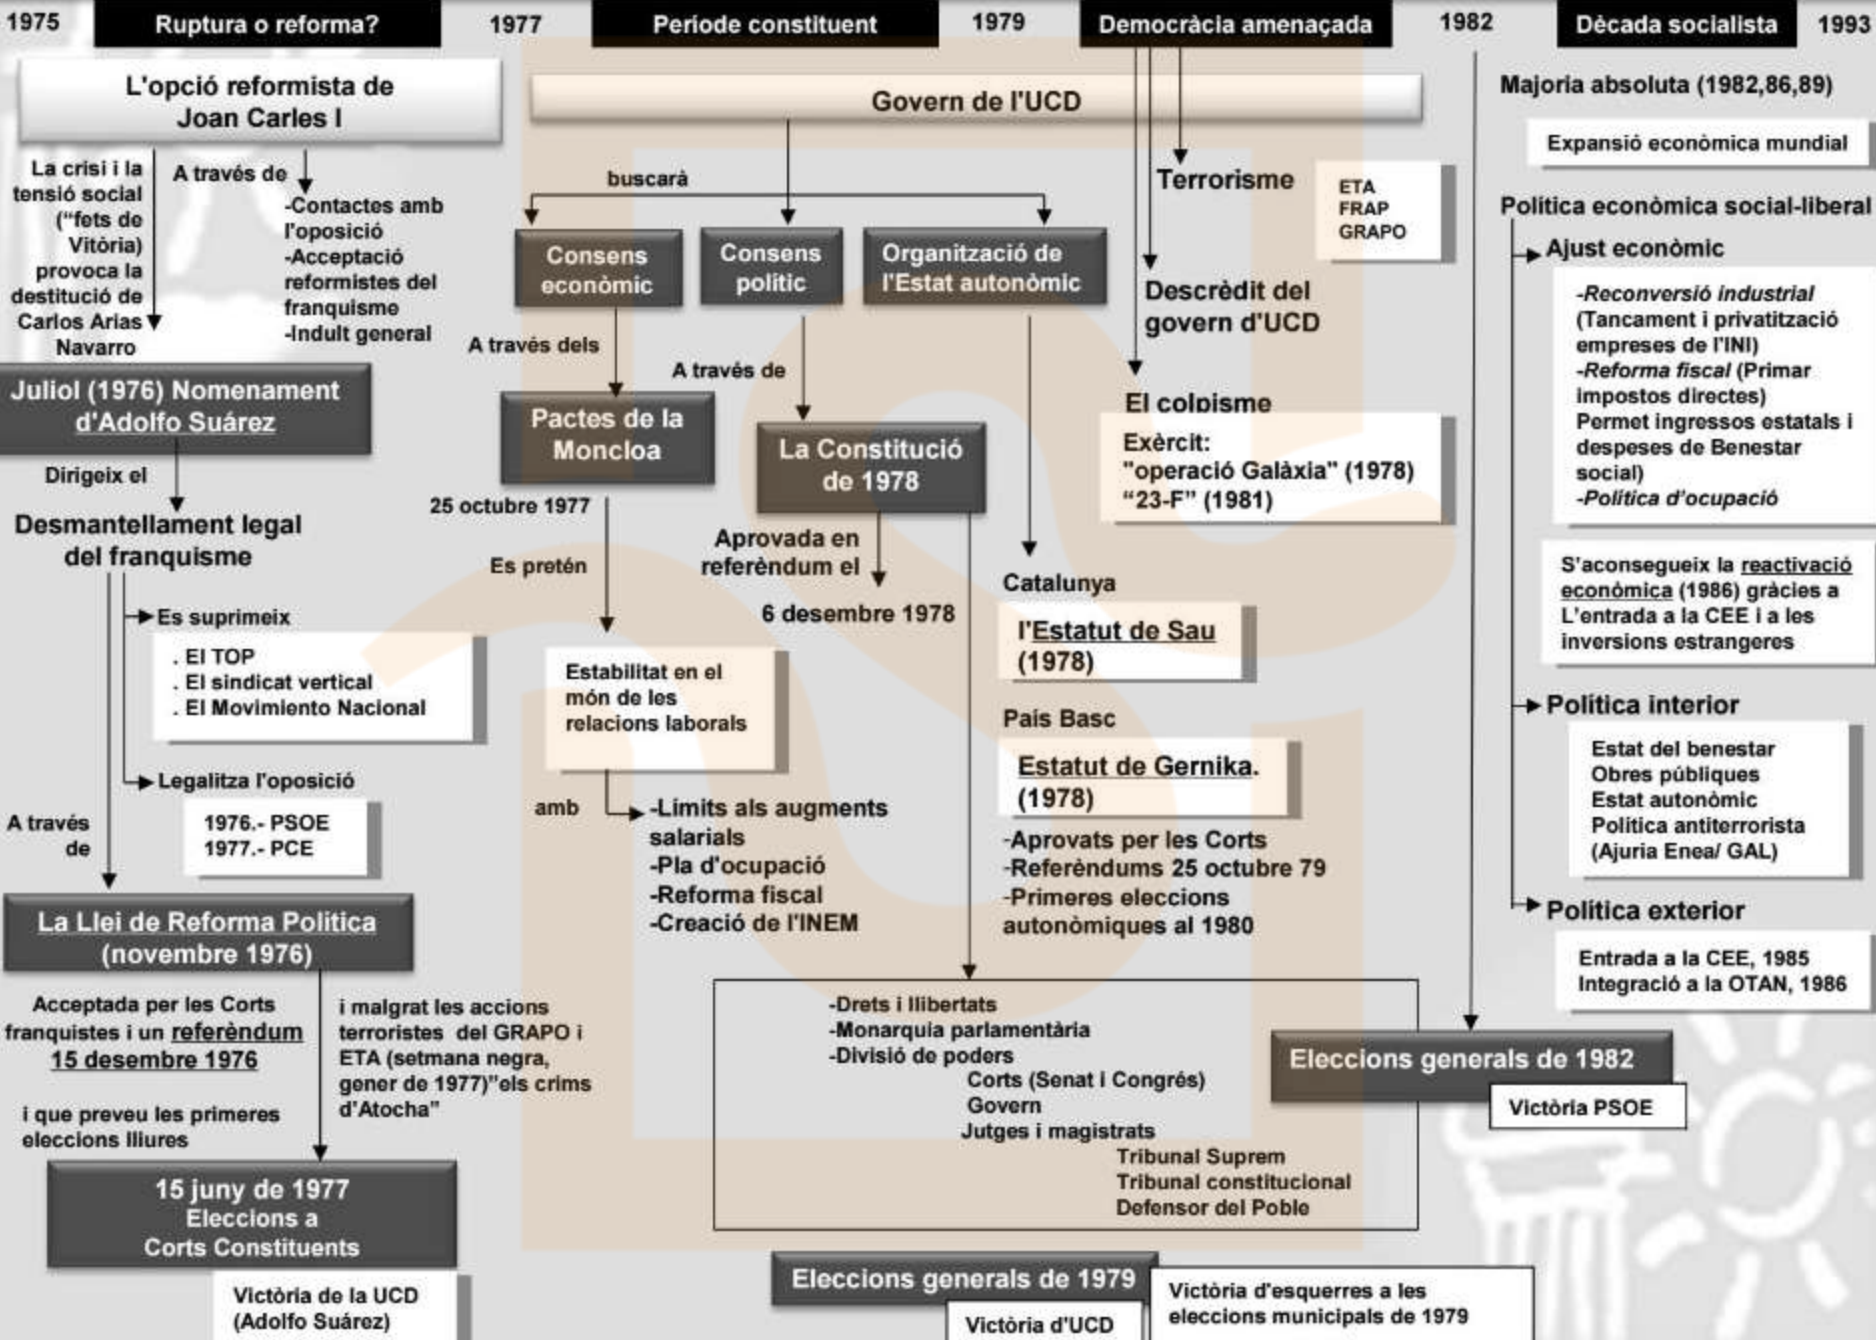 1975
Ruptura o reforma?
1977
Període constituent
1979
Democràcia amenaçada
1982
Dècada socialista
1993
L'opció reformista de
Joan Carles I
La crisi i la
tensió social
(“fets de
Vitòria)
provoca la
destitució de
Carlos Arias
Navarro
A través de
-Contactes amb
l'oposició
-Acceptació
reformistes del
franquisme
-Indult general
Juliol (1976) Nomenament
d'Adolfo Suárez
Dirigeix el
Desmantellament legal
del franquisme
Es suprimeix
. El TOP
. El sindicat vertical
. El Movimiento Nacional
Legalitza l'oposició
1976.- PSOE
1977.- PCE
A través
de
La Llei de Reforma Política
(novembre 1976)
Acceptada per les Corts
franquistes i un referèndum
15 desembre 1976
i que preveu les primeres
eleccions lliures
i malgrat les accions
terroristes del GRAPO i
ETA (setmana negra,
gener de 1977)”els crims
d'Atocha”
15 juny de 1977
Eleccions a
Corts Constituents
Victòria de la UCD
(Adolfo Suárez)
Govern de l'UCD
buscarà
Consens
econòmic
Consens
polític
Organització de
l'Estat autonòmic
A través dels
Pactes de la
Moncloa
25 octubre 1977
Es pretén
Estabilitat en el
món de les
relacions laborals
amb
-Límits als augments
salarials
-Pla d'ocupació
-Reforma fiscal
-Creació de l'INEM
A través de
La Constitució
de 1978
Aprovada en
referèndum el
6 desembre 1978
Catalunya
l'Estatut de Sau
(1978)
País Basc
Estatut de Gernika.
(1978)
-Aprovats per les Corts
-Referèndums 25 octubre 79
-Primeres eleccions
autonòmiques al 1980
-Drets i llibertats
-Monarquia parlamentària
-Divisió de poders
Corts (Senat i Congrés)
Govern
Jutges i magistrats
Tribunal Suprem
Tribunal constitucional
Defensor del Poble
Eleccions generals de 1979
Victòria d'UCD
Victòria d'esquerres a les
eleccions municipals de 1979
Terrorisme
ETA
FRAP
GRAPO
Descrèdit del
govern d'UCD
El colpisme
Exèrcit:
"operació Galàxia" (1978)
“23-F” (1981)
Eleccions generals de 1982
Victòria PSOE
Majoria absoluta (1982,86,89)
Expansió econòmica mundial
Política econòmica social-liberal
Ajust econòmic
-Reconversió industrial
(Tancament i privatització
empreses de l'INI)
-Reforma fiscal (Primar
impostos directes)
Permet ingressos estatals i
despeses de Benestar
social)
-Política d’ocupació
S’aconsegueix la reactivació
econòmica (1986) gràcies a
L’entrada a la CEE i a les
inversions estrangeres
Política interior
Estat del benestar
Obres públiques
Estat autonòmic
Política antiterrorista
(Ajuria Enea/ GAL)
Política exterior
Entrada a la CEE, 1985
Integració a la OTAN, 1986